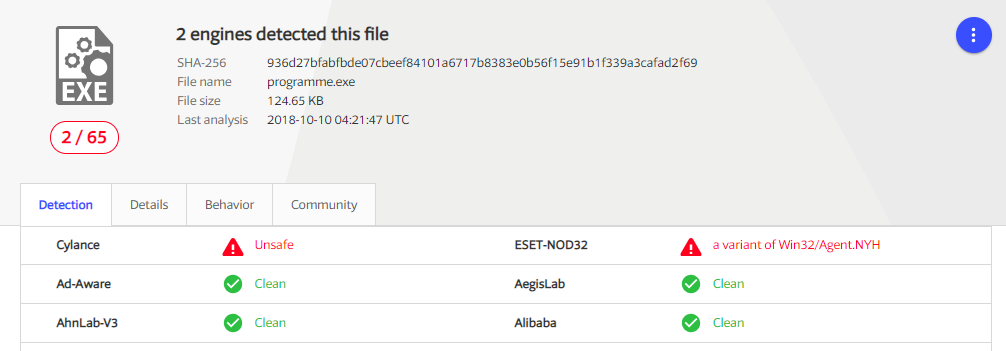 2 engines detected this file
SHA-256 936d27bfabfbde07cbeef84101a6717b8383e0b56f15e91b1f339a3cafad2f69
File name programme.exe
File size 124.65 KB
Last analysis 2018-10-10 04:21:47 UTC
EXE
2 / 65
Detection Details Behavior Community
Cylance Unsafe ESET-NOD32 a variant of Win32/Agent.NYH
Ad-Aware Clean AegisLab Clean
AhnLab-V3 Clean Alibaba Clean